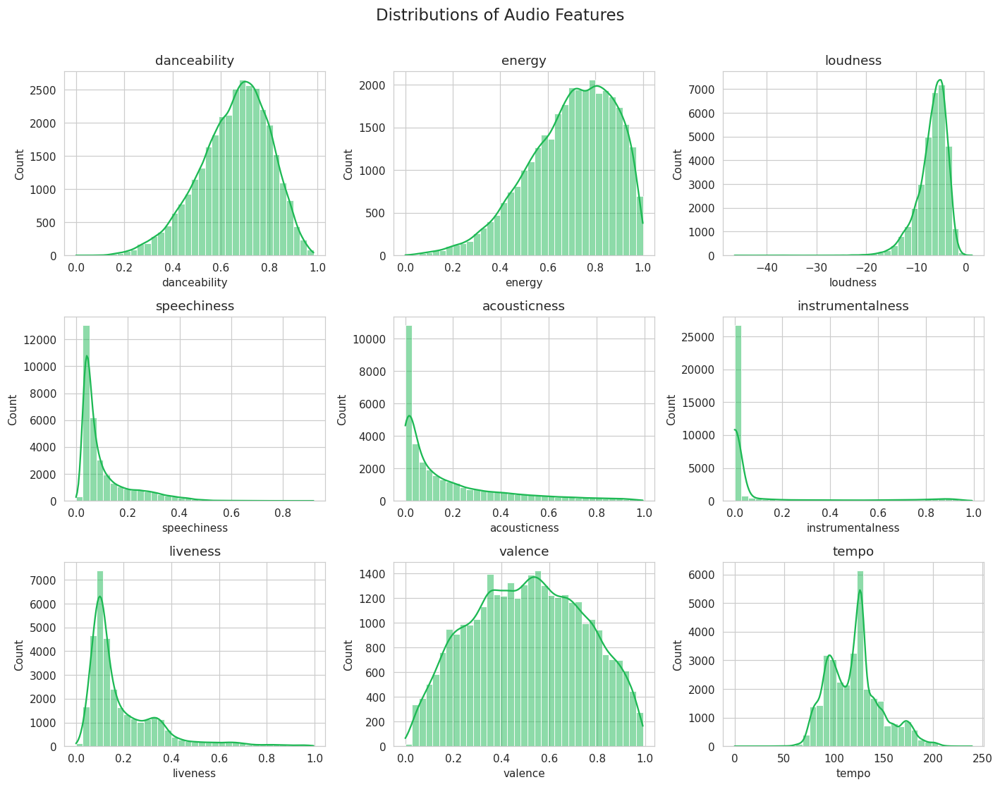 Distributions of Audio Features
danceability
energy
loudness
Count
2500
2000
1500
1000
500
0
0.0 0.2 0.4 0.6 0.8 1.0
danceability
Count
2000
1500
1000
500
0
0.0 0.2 0.4 0.6 0.8 1.0
energy
Count
7000
6000
5000
4000
3000
2000
1000
0
−40 −30 −20 −10 0
loudness
speechiness
acousticness
instrumentalness
Count
12000
10000
8000
6000
4000
2000
0
0.0 0.2 0.4 0.6 0.8
speechiness
Count
10000
8000
6000
4000
2000
0
0.0 0.2 0.4 0.6 0.8 1.0
acousticness
Count
25000
20000
15000
10000
5000
0
0.0 0.2 0.4 0.6 0.8 1.0
instrumentalness
liveness
valence
tempo
Count
7000
6000
5000
4000
3000
2000
1000
0
0.0 0.2 0.4 0.6 0.8 1.0
liveness
Count
1400
1200
1000
800
600
400
200
0
0.0 0.2 0.4 0.6 0.8 1.0
valence
Count
6000
5000
4000
3000
2000
1000
0
0 50 100 150 200 250
tempo